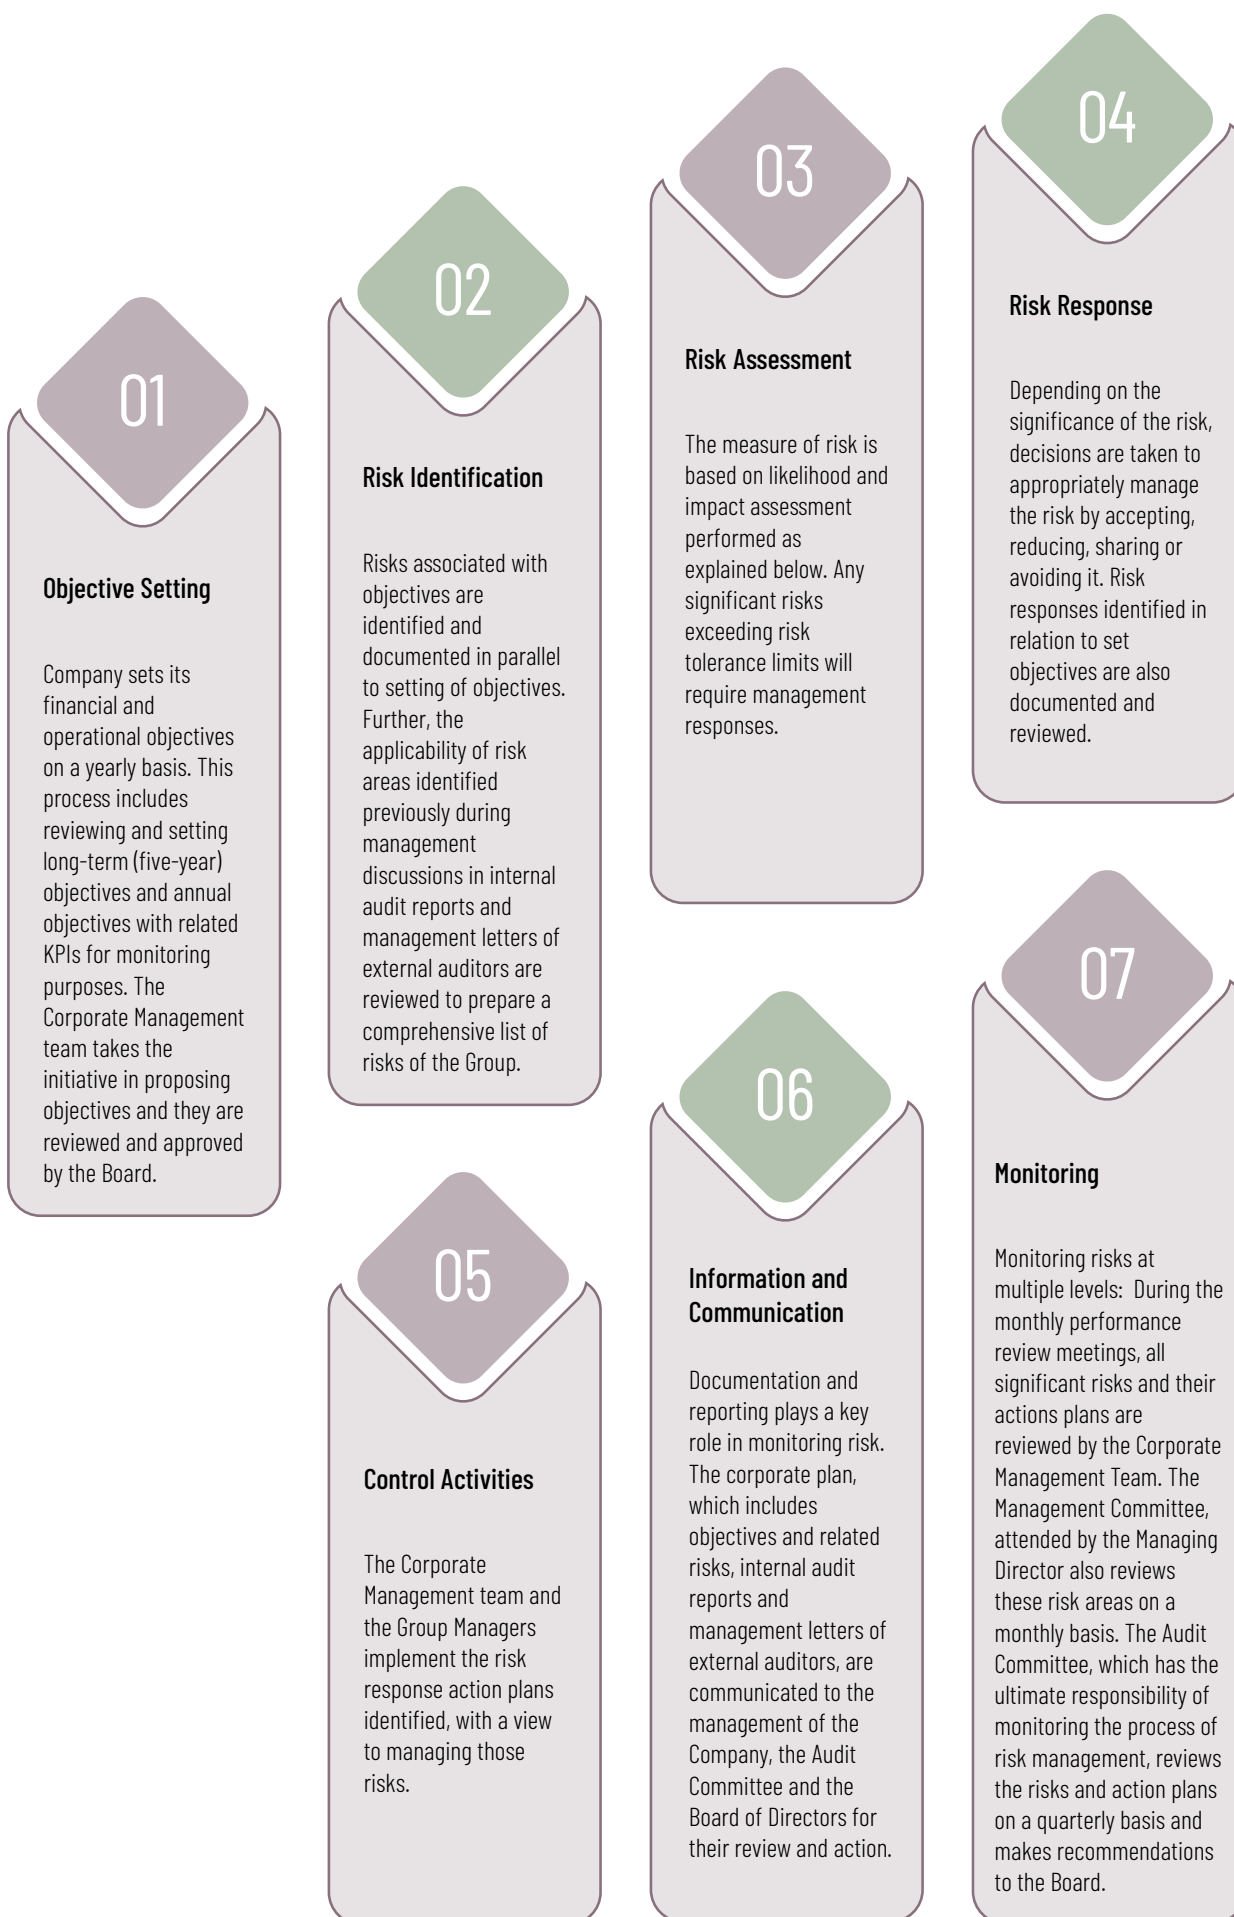 01
Objective Setting
Company sets its
financial and
operational objectives
on a yearly basis. This
process includes
reviewing and setting
long-term (five-year)
objectives and annual
objectives with related
KPIs for monitoring
purposes. The
Corporate Management
team takes the
initiative in proposing
objectives and they are
reviewed and approved
by the Board.
02
Risk Identification
Risks associated with
objectives are
identified and
documented in parallel
to setting of objectives.
Further, the
applicability of risk
areas identified
previously during
management
discussions in internal
audit reports and
management letters of
external auditors are
reviewed to prepare a
comprehensive list of
risks of the Group.
03
Risk Assessment
The measure of risk is
based on likelihood and
impact assessment
performed as
explained below. Any
significant risks
exceeding risk
tolerance limits will
require management
responses.
04
Risk Response
Depending on the
significance of the risk,
decisions are taken to
appropriately manage
the risk by accepting,
reducing, sharing or
avoiding it. Risk
responses identified in
relation to set
objectives are also
documented and
reviewed.
05
Control Activities
The Corporate
Management team and
the Group Managers
implement the risk
response action plans
identified, with a view
to managing those
risks.
06
Information and
Communication
Documentation and
reporting plays a key
role in monitoring risk.
The corporate plan,
which includes
objectives and related
risks, internal audit
reports and
management letters of
external auditors, are
communicated to the
management of the
Company, the Audit
Committee and the
Board of Directors for
their review and action.
07
Monitoring
Monitoring risks at
multiple levels: During the
monthly performance
review meetings, all
significant risks and their
actions plans are
reviewed by the Corporate
Management Team. The
Management Committee,
attended by the Managing
Director also reviews
these risk areas on a
monthly basis. The Audit
Committee, which has the
ultimate responsibility of
monitoring the process of
risk management, reviews
the risks and action plans
on a quarterly basis and
makes recommendations
to the Board.